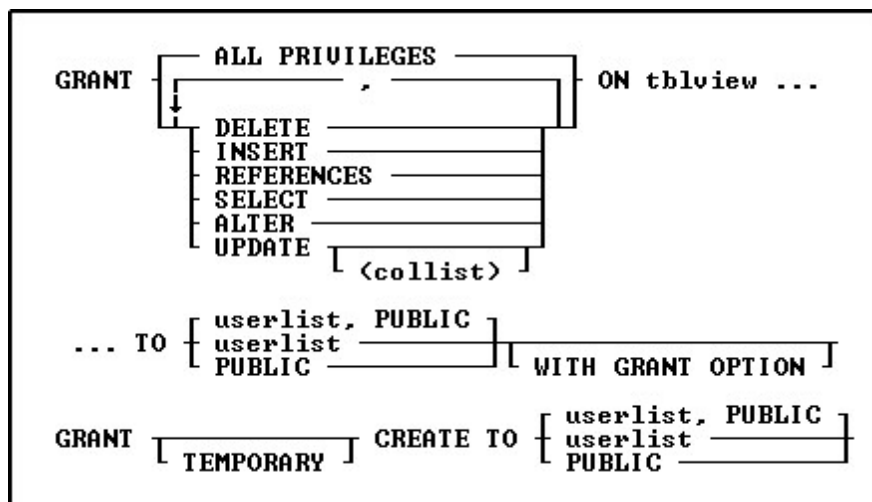 ALL PRIVILEGES
GRANT , ON tblview ...
DELETE
INSERT
REFERENCES
SELECT
ALTER
UPDATE
(collist)
userlist, PUBLIC
... TO userlist
PUBLIC
WITH GRANT OPTION
userlist, PUBLIC
GRANT CREATE TO userlist
TEMPORARY PUBLIC